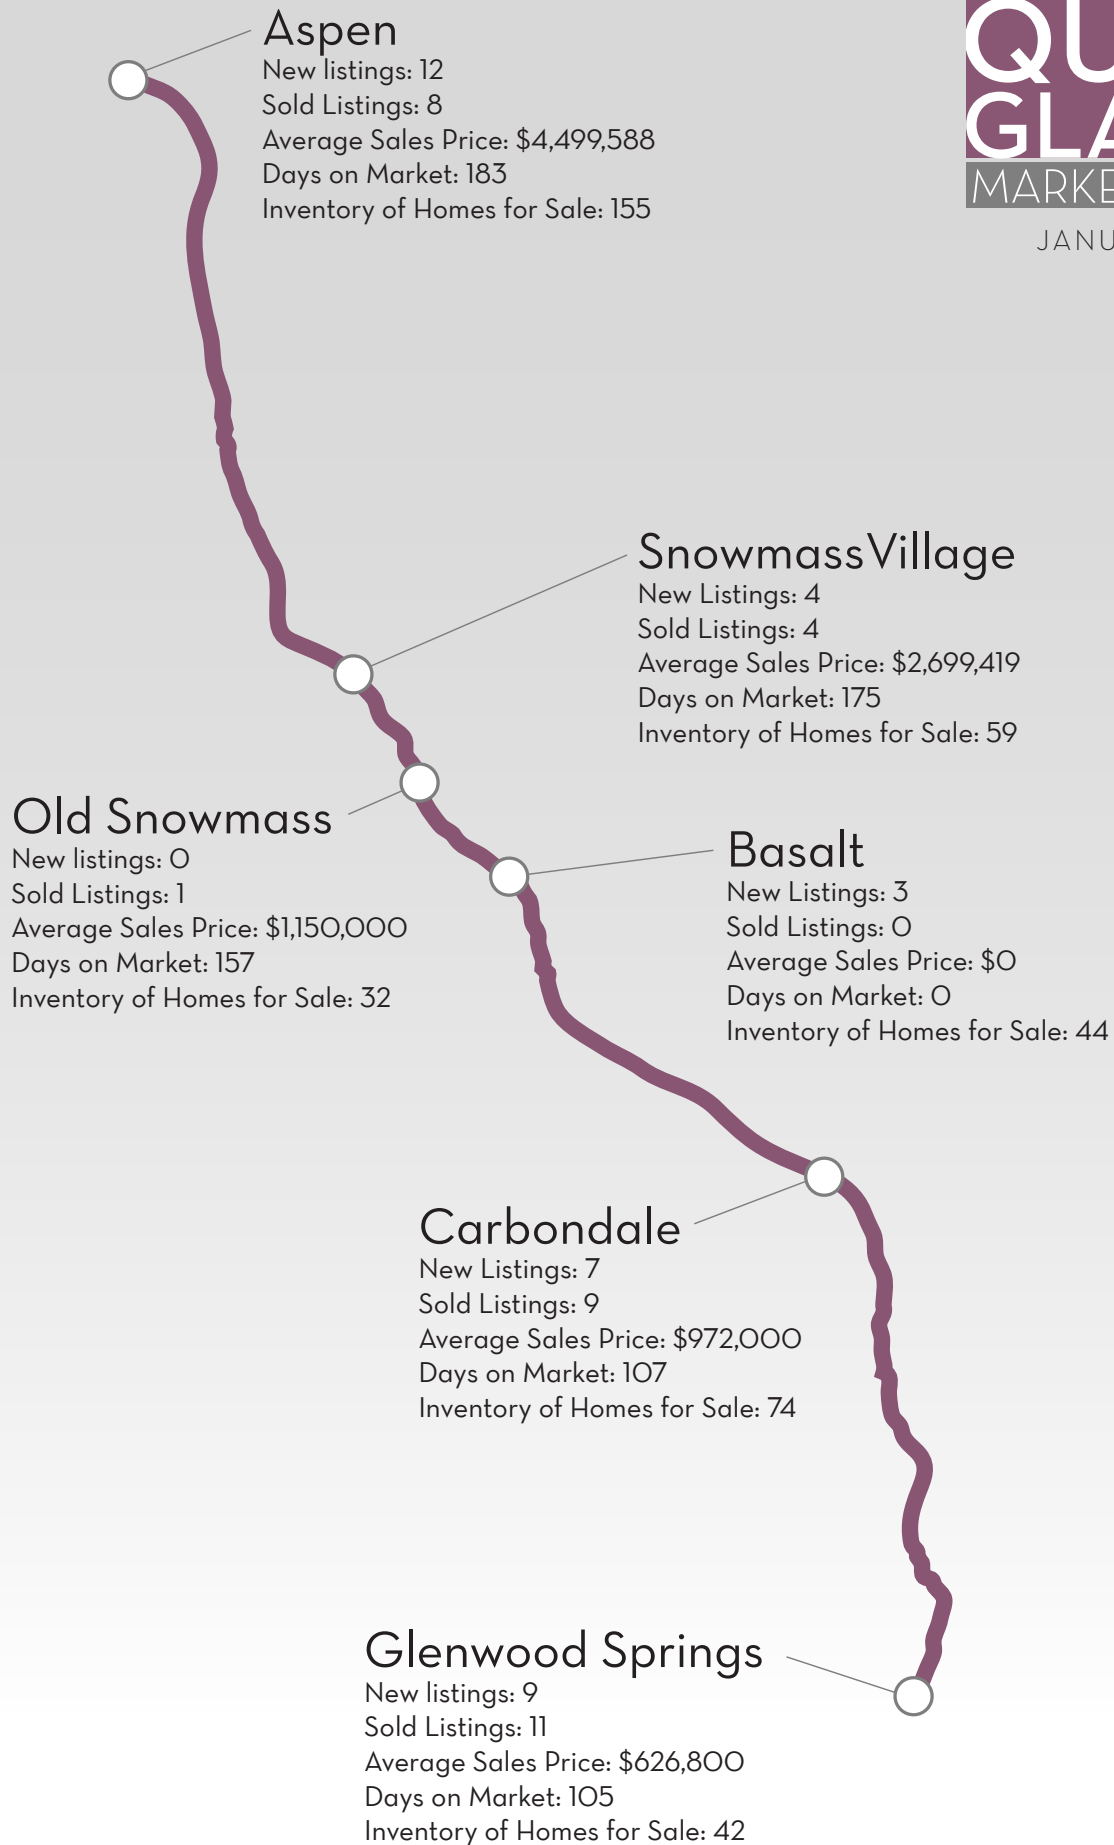 Aspen
New listings: 12
Sold Listings: 8
Average Sales Price: $4,499,588
Days on Market: 183
Inventory of Homes for Sale: 155
QU
GLA
MARKE
JANU
Snowmass Village
New Listings: 4
Sold Listings: 4
Average Sales Price: $2,699,419
Days on Market: 175
Inventory of Homes for Sale: 59
Old Snowmass
New listings: 0
Sold Listings: 1
Average Sales Price: $1,150,000
Days on Market: 157
Inventory of Homes for Sale: 32
Basalt
New Listings: 3
Sold Listings: 0
Average Sales Price: $0
Days on Market: 0
Inventory of Homes for Sale: 44
Carbondale
New Listings: 7
Sold Listings: 9
Average Sales Price: $972,000
Days on Market: 107
Inventory of Homes for Sale: 74
Glenwood Springs
New listings: 9
Sold Listings: 11
Average Sales Price: $626,800
Days on Market: 105
Inventory of Homes for Sale: 42